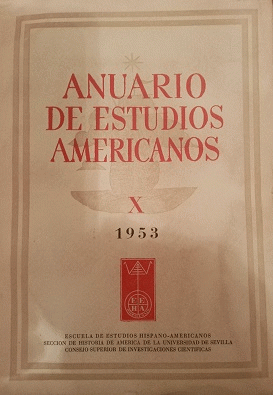 ANUARIO
DE ESTUDIOS
AMERICANOS
X
1953
E E
H A
ESCUELA DE ESTUDIOS HISPANO-AMERICANOS
SECCION DE HISTORIA DE AMERICA DE LA UNIVERSIDAD DE SEVILLA
CONSEJO SUPERIOR DE INVESTIGACIONES CIENTIFICAS